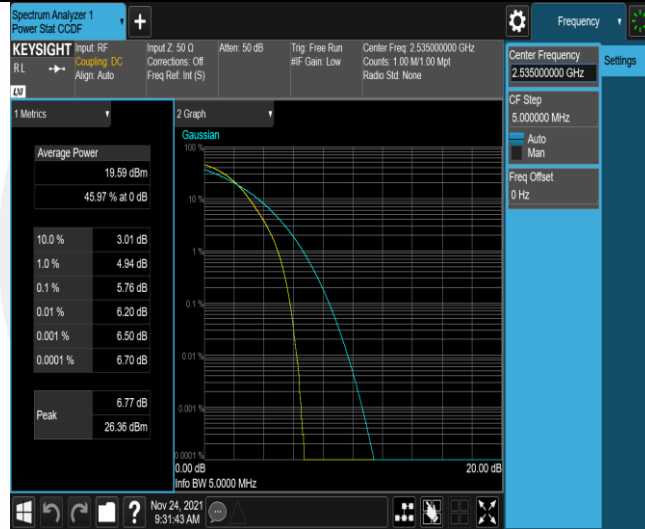 Spectrum Analyzer 1
Power Stat CCDF
Frequency
KEYSIGHT
RL
LXI
Input: RF
Coupling: DC
Align: Auto
Input Z: 50 Ω
Corrections: Off
Freq Ref: Int (S)
Atten: 50 dB
Trig: Free Run
#IF Gain: Low
Center Freq: 2.535000000 GHz
Counts: 1.00 M/1.00 Mpt
Radio Std: None
Center Frequency
2.535000000 GHz
Settings
CF Step
5.000000 MHz
Auto
Man
Freq Offset
0 Hz
1 Metrics
Average Power
19.59 dBm
45.97 % at 0 dB
10.0 % 3.01 dB
1.0 % 4.94 dB
0.1 % 5.76 dB
0.01 % 6.20 dB
0.001 % 6.50 dB
0.0001 % 6.70 dB
Peak 6.77 dB
26.36 dBm
2 Graph
Gaussian
100 %
10 %
1 %
0.1 %
0.01 %
0.001 %
0.0001 %
0.00 dB 20.00 dB
Info BW 5.0000 MHz
?
Nov 24, 2021
9:31:43 AM